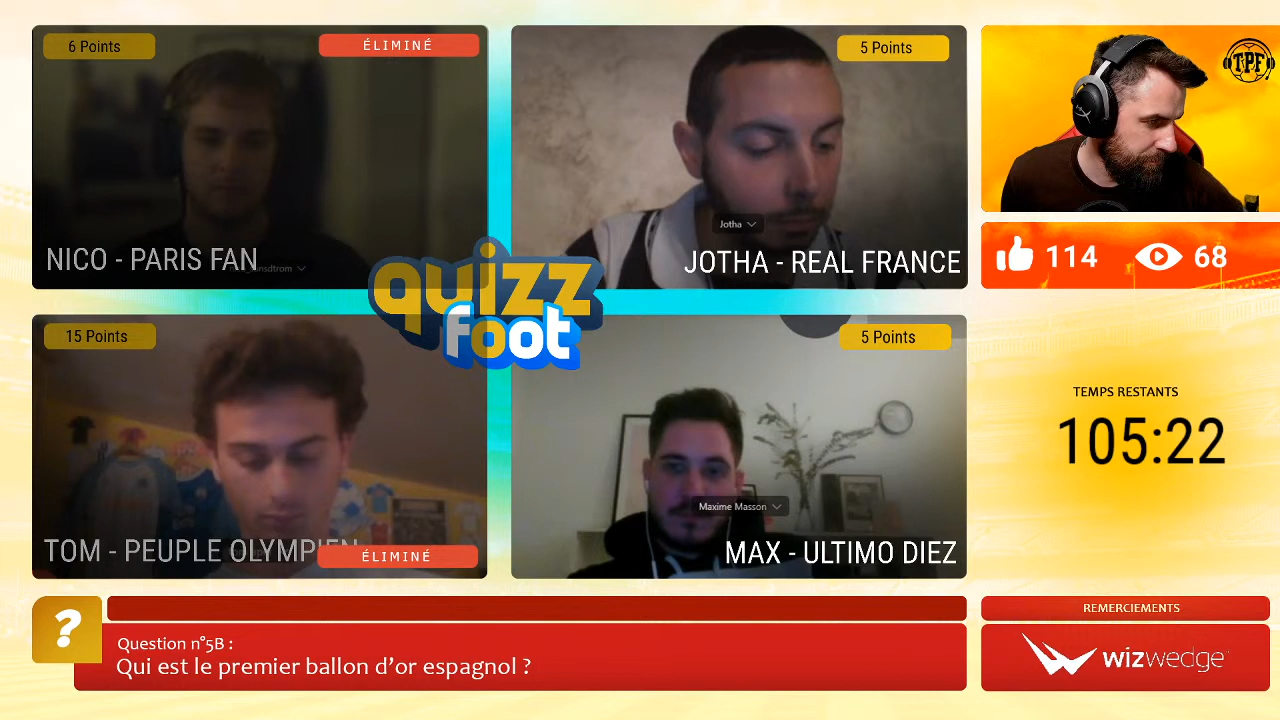 6 Points
ÉLIMINÉ
5 Points
TPF
Jotha
NICO - PARIS FAN
JOTHA - REAL FRANCE
114
68
quizz
foot
15 Points
5 Points
TEMPS RESTANTS
105:22
Maxime Masson
TOM - PEUPLE OLYMPIEN
ÉLIMINÉ
MAX - ULTIMO DIEZ
?
REMERCIEMENTS
Question n°5B :
Qui est le premier ballon d'or espagnol ?
wizwedge